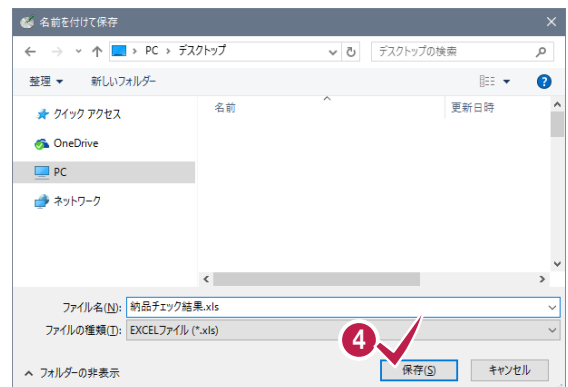 名前を付けて保存
PC › デスクトップ
デスクトップの検索
整理 新しいフォルダー
名前 更新日時
クイック アクセス
OneDrive
PC
ネットワーク
ファイル名(N): 納品チェック結果.xls
ファイルの種類(T): EXCELファイル (*.xls)
4
フォルダーの非表示 保存(S) キャンセル